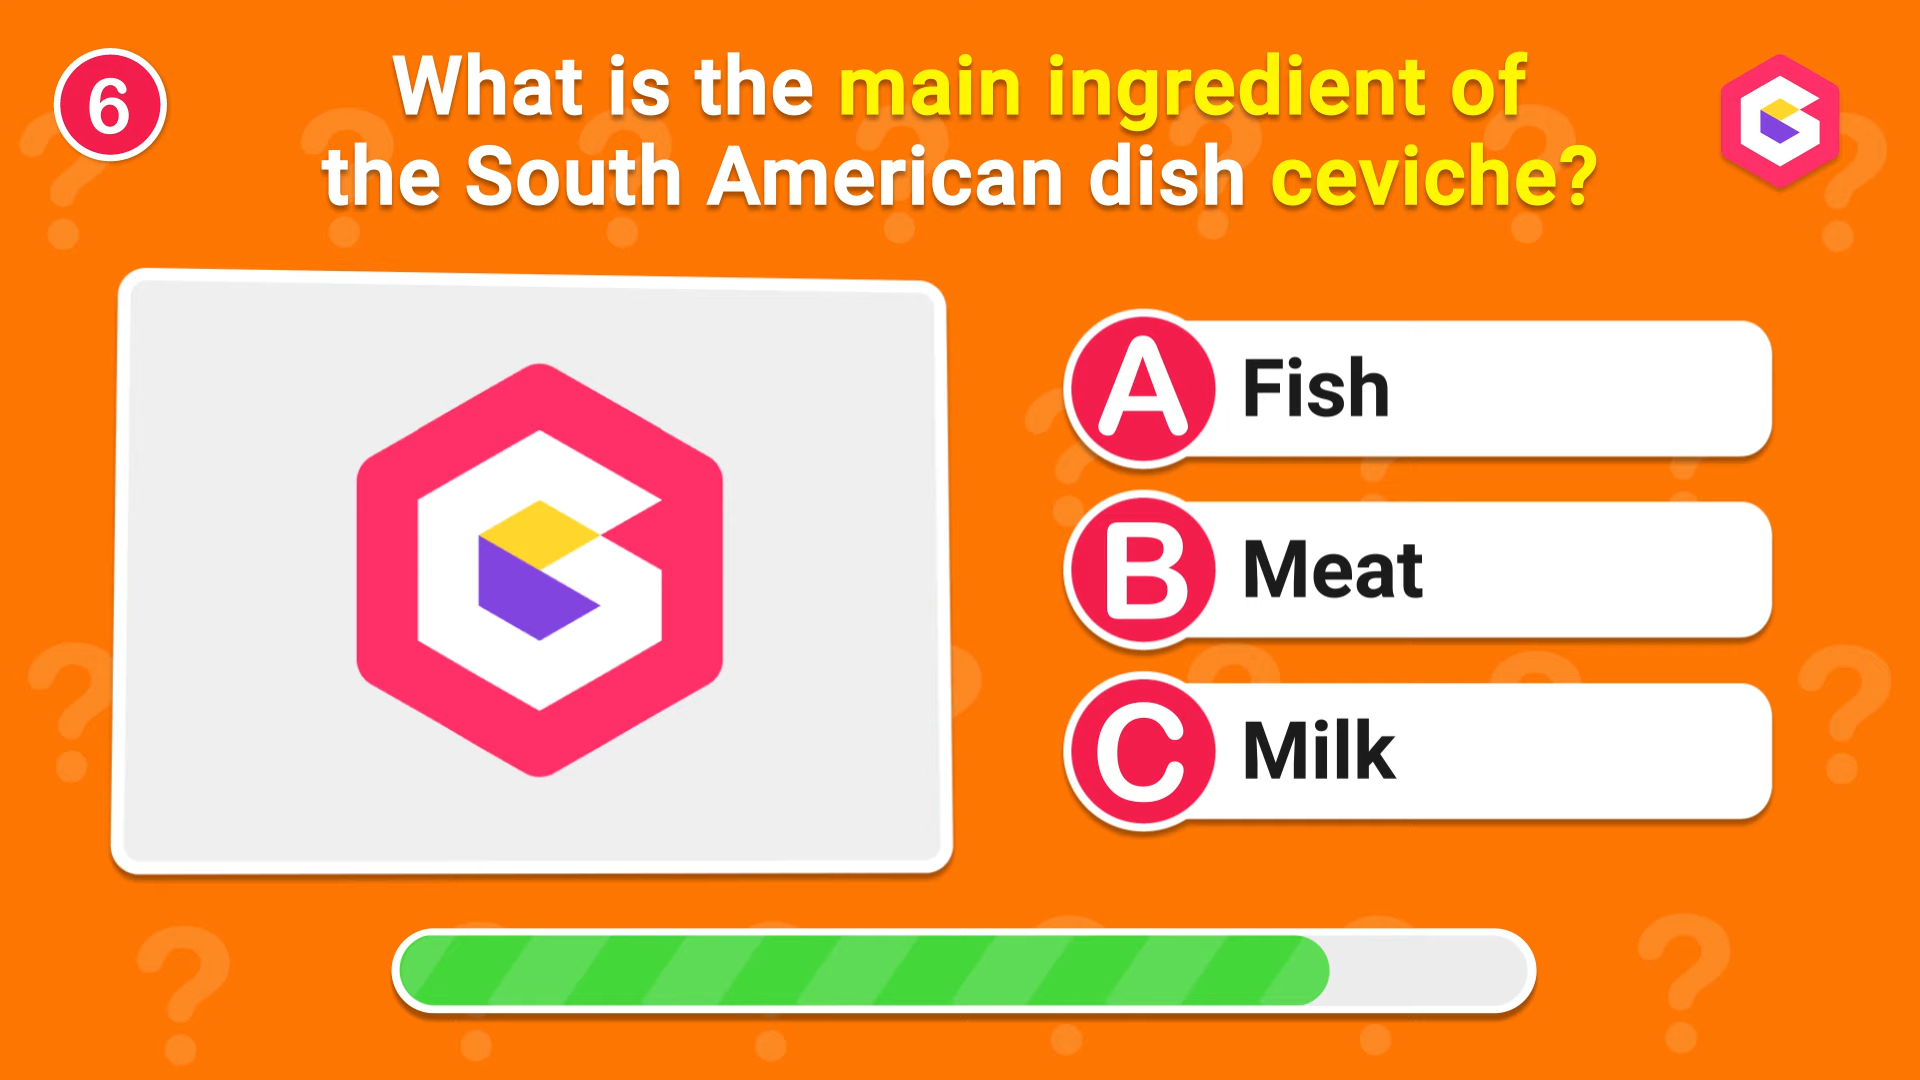 6
What is the main ingredient of
the South American dish ceviche?
A Fish
B Meat
C Milk